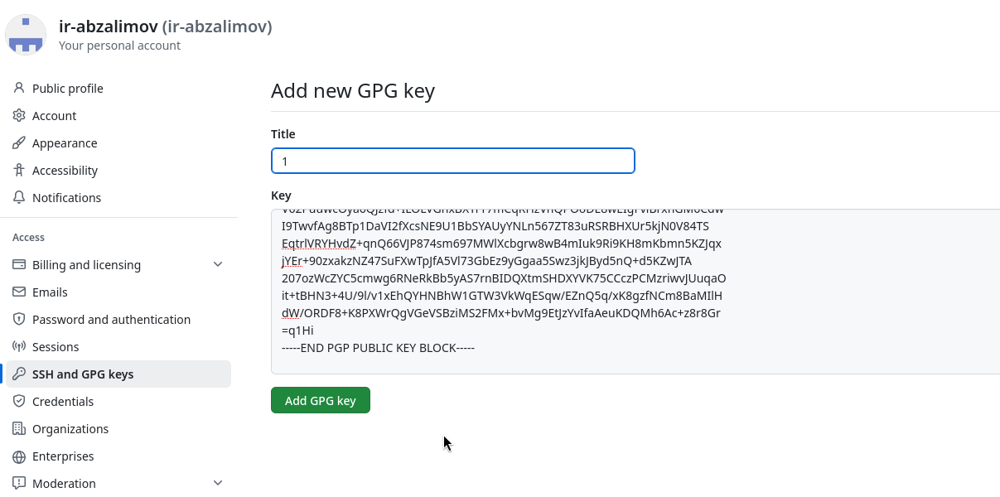 ir-abzalimov (ir-abzalimov)
Your personal account
Public profile
Account
Appearance
Accessibility
Notifications
Access
Billing and licensing
Emails
Password and authentication
Sessions
SSH and GPG keys
Credentials
Organizations
Enterprises
Moderation
Add new GPG key
Title
1
Key
I9TwvfAg8BTp1DaVI2fXcsNE9U1BbSYAUyYNLn567ZT83uRSRBHXUr5kjN0V84TS
EqtrlVRYHvdZ+qnQ66VJP874sm697MWlXcbgrw8wB4mIuk9Ri9KH8mKbmn5KZJqx
jYEr+90zxakzNZ47SuFXwTpJfA5Vl73GbEz9yGgaa5Swz3jkJByd5nQ+d5KZwJTA
207ozWcZYC5cmwg6RNeRkBb5yAS7rnBIDQXtmSHDXYVK75CCczPCMzriwvJUuqaO
it+tBHN3+4U/9l/v1xEhQYHNBhW1GTW3VkWqESqw/EZnQ5q/xK8gzfNCm8BaMIlH
dW/ORDF8+K8PXWrQgVGeVSBziMS2FMx+bvMg9EtJzYvIfaAeuKDQMh6Ac+z8r8Gr
=q1Hi
-----END PGP PUBLIC KEY BLOCK-----
Add GPG key